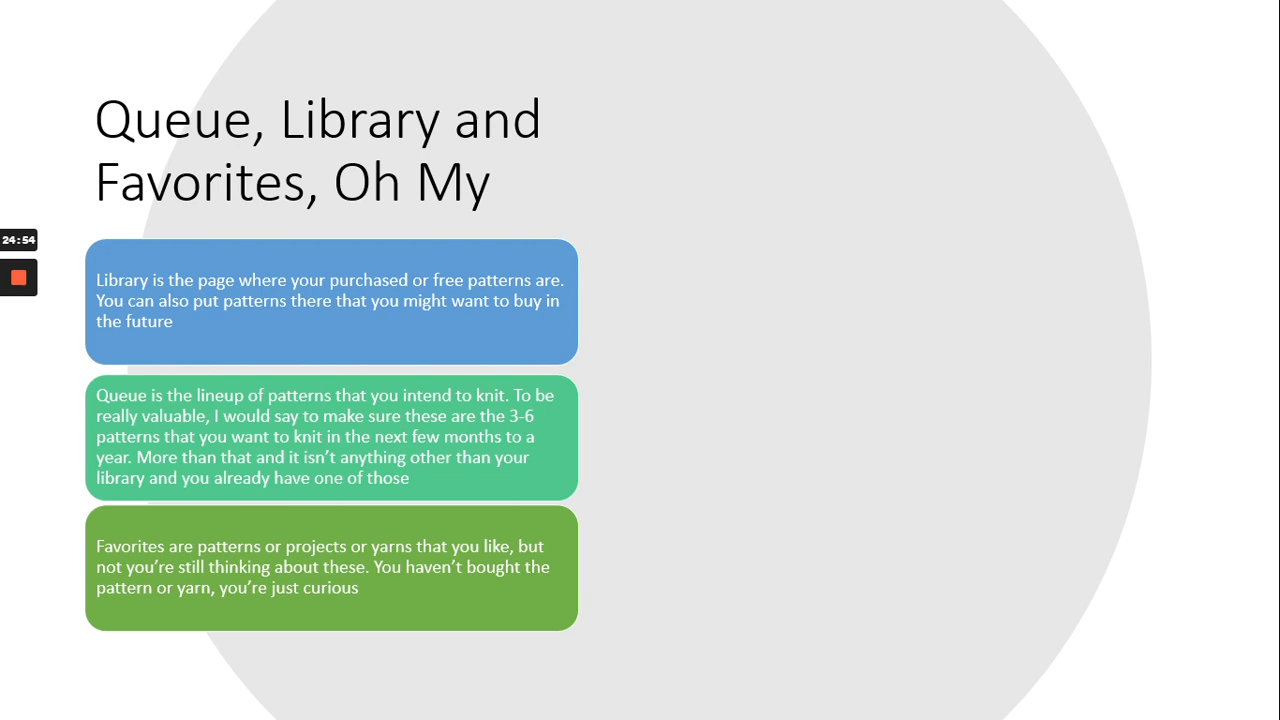 Queue, Library and
Favorites, Oh My
24:54
Library is the page where your purchased or free patterns are.
You can also put patterns there that you might want to buy in
the future
Queue is the lineup of patterns that you intend to knit. To be
really valuable, I would say to make sure these are the 3-6
patterns that you want to knit in the next few months to a
year. More than that and it isn’t anything other than your
library and you already have one of those
Favorites are patterns or projects or yarns that you like, but
not you’re still thinking about these. You haven’t bought the
pattern or yarn, you’re just curious